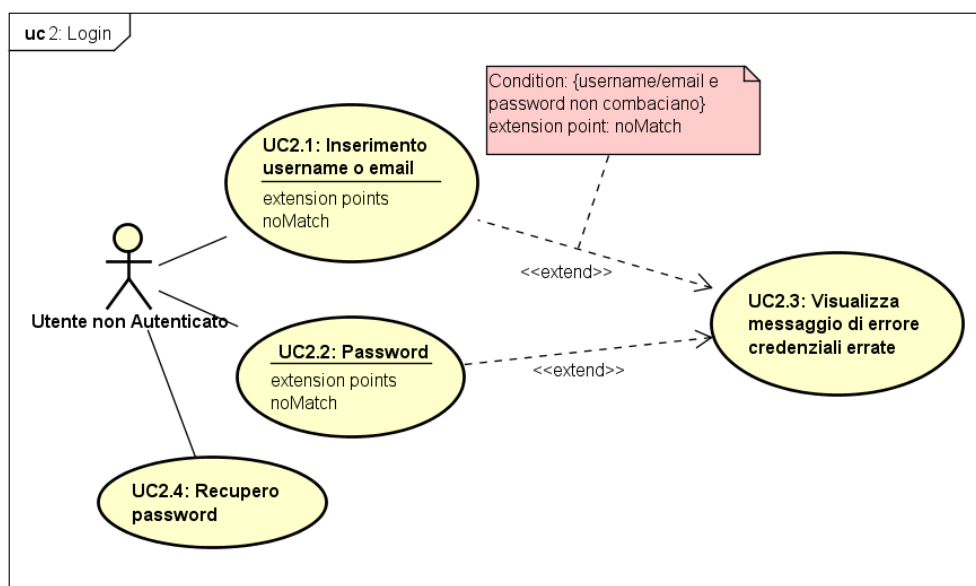 uc 2: Login
Condition: {username/email e
password non combaciano}
extension point: noMatch
UC2.1: Inserimento
username o email
extension points
noMatch
<<extend>>
Utente non Autenticato
UC2.3: Visualizza
messaggio di errore
credenziali errate
UC2.2: Password
extension points
noMatch
<<extend>>
UC2.4: Recupero
password